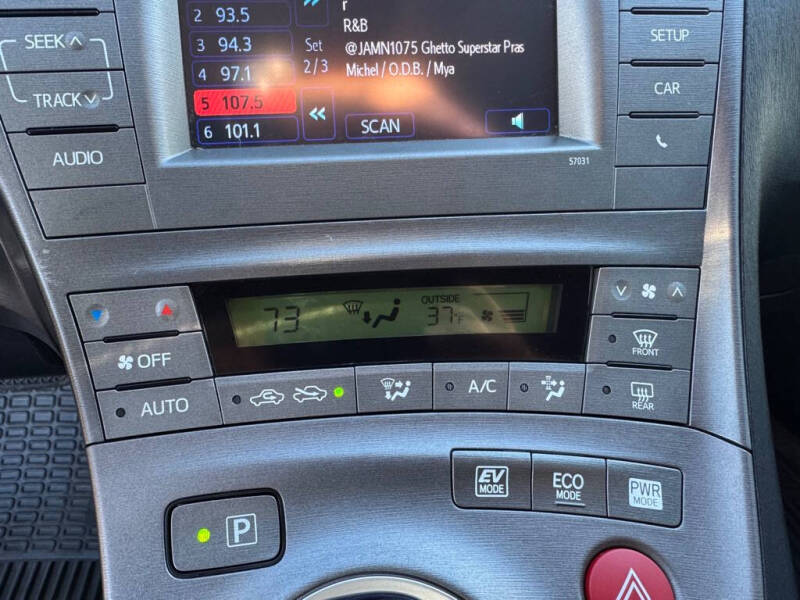 2 93.5
3 94.3
4 97.1
5 107.5
6 101.1
Set
2/3
SCAN
r
R&B
@JAMN1075 Ghetto Superstar Pras
Michel / O.D.B. / Mya
57031
SEEK
TRACK
AUDIO
SETUP
CAR
73
OUTSIDE
37°F
OFF
AUTO
A/C
FRONT
REAR
EV
MODE
ECO
MODE
PWR
MODE
P